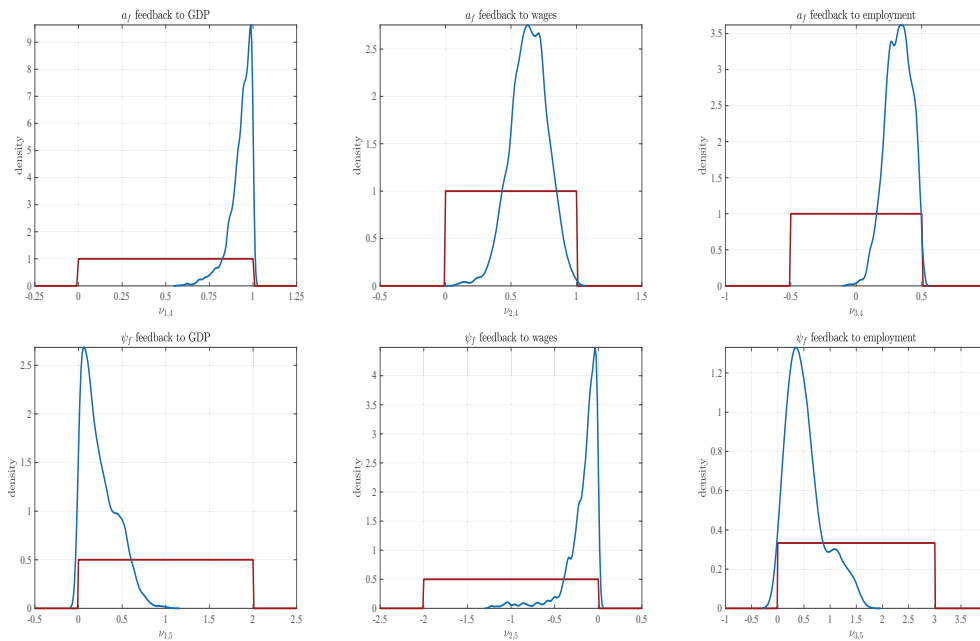 a_f feedback to GDP
density
9
8
7
6
5
4
3
2
1
0
-0.25 0 0.25 0.5 0.75 1 1.25
ν_{1,4}
a_f feedback to wages
density
2.5
2
1.5
1
0.5
0
-0.5 0 0.5 1 1.5
ν_{2,4}
a_f feedback to employment
density
3.5
3
2.5
2
1.5
1
0.5
0
-1 -0.5 0 0.5 1
ν_{3,4}
ψ_f feedback to GDP
density
2.5
2
1.5
1
0.5
0
-0.5 0 0.5 1 1.5 2 2.5
ν_{1,5}
ψ_f feedback to wages
density
4.5
4
3.5
3
2.5
2
1.5
1
0.5
0
-2.5 -2 -1.5 -1 -0.5 0 0.5
ν_{2,5}
ψ_f feedback to employment
density
1.2
1
0.8
0.6
0.4
0.2
0
-1 -0.5 0 0.5 1 1.5 2 2.5 3 3.5
ν_{3,5}